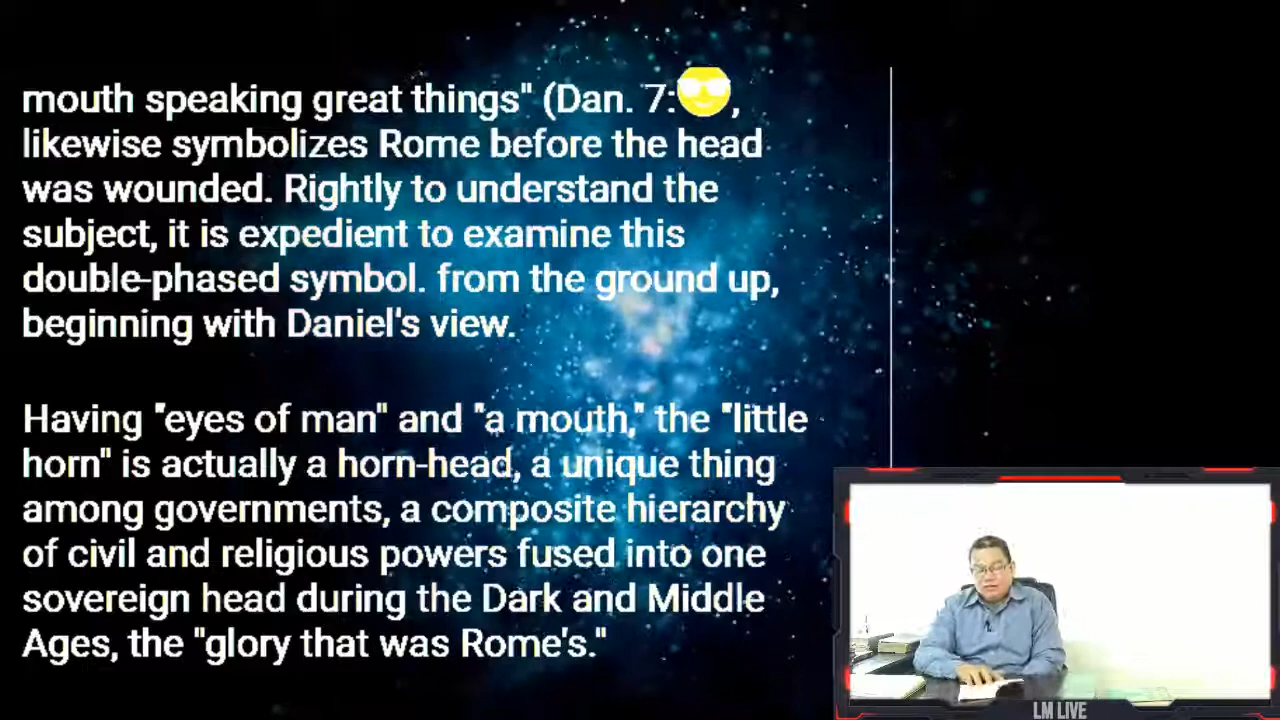 mouth speaking great things" (Dan. 7:😎,
likewise symbolizes Rome before the head
was wounded. Rightly to understand the
subject, it is expedient to examine this
double-phased symbol. from the ground up,
beginning with Daniel's view.
Having "eyes of man" and "a mouth," the "little
horn" is actually a horn-head, a unique thing
among governments, a composite hierarchy
of civil and religious powers fused into one
sovereign head during the Dark and Middle
Ages, the "glory that was Rome's."
LM LIVE